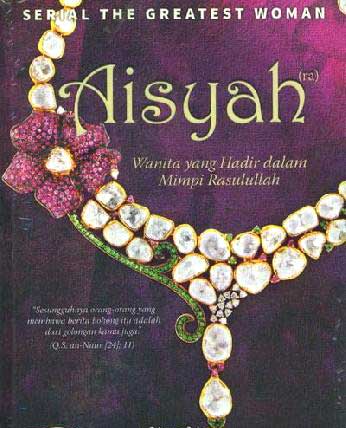 SERIAL THE GREATEST WOMAN
Aisyah (ra)
Wanita yang Hadir dalam
Mimpi Rasulullah
"Sesungguhnya orang-orang yang
membawa berita bohong itu adalah
dari golongan kamu juga."
(Q.S. an-Nuur [24]: 11)